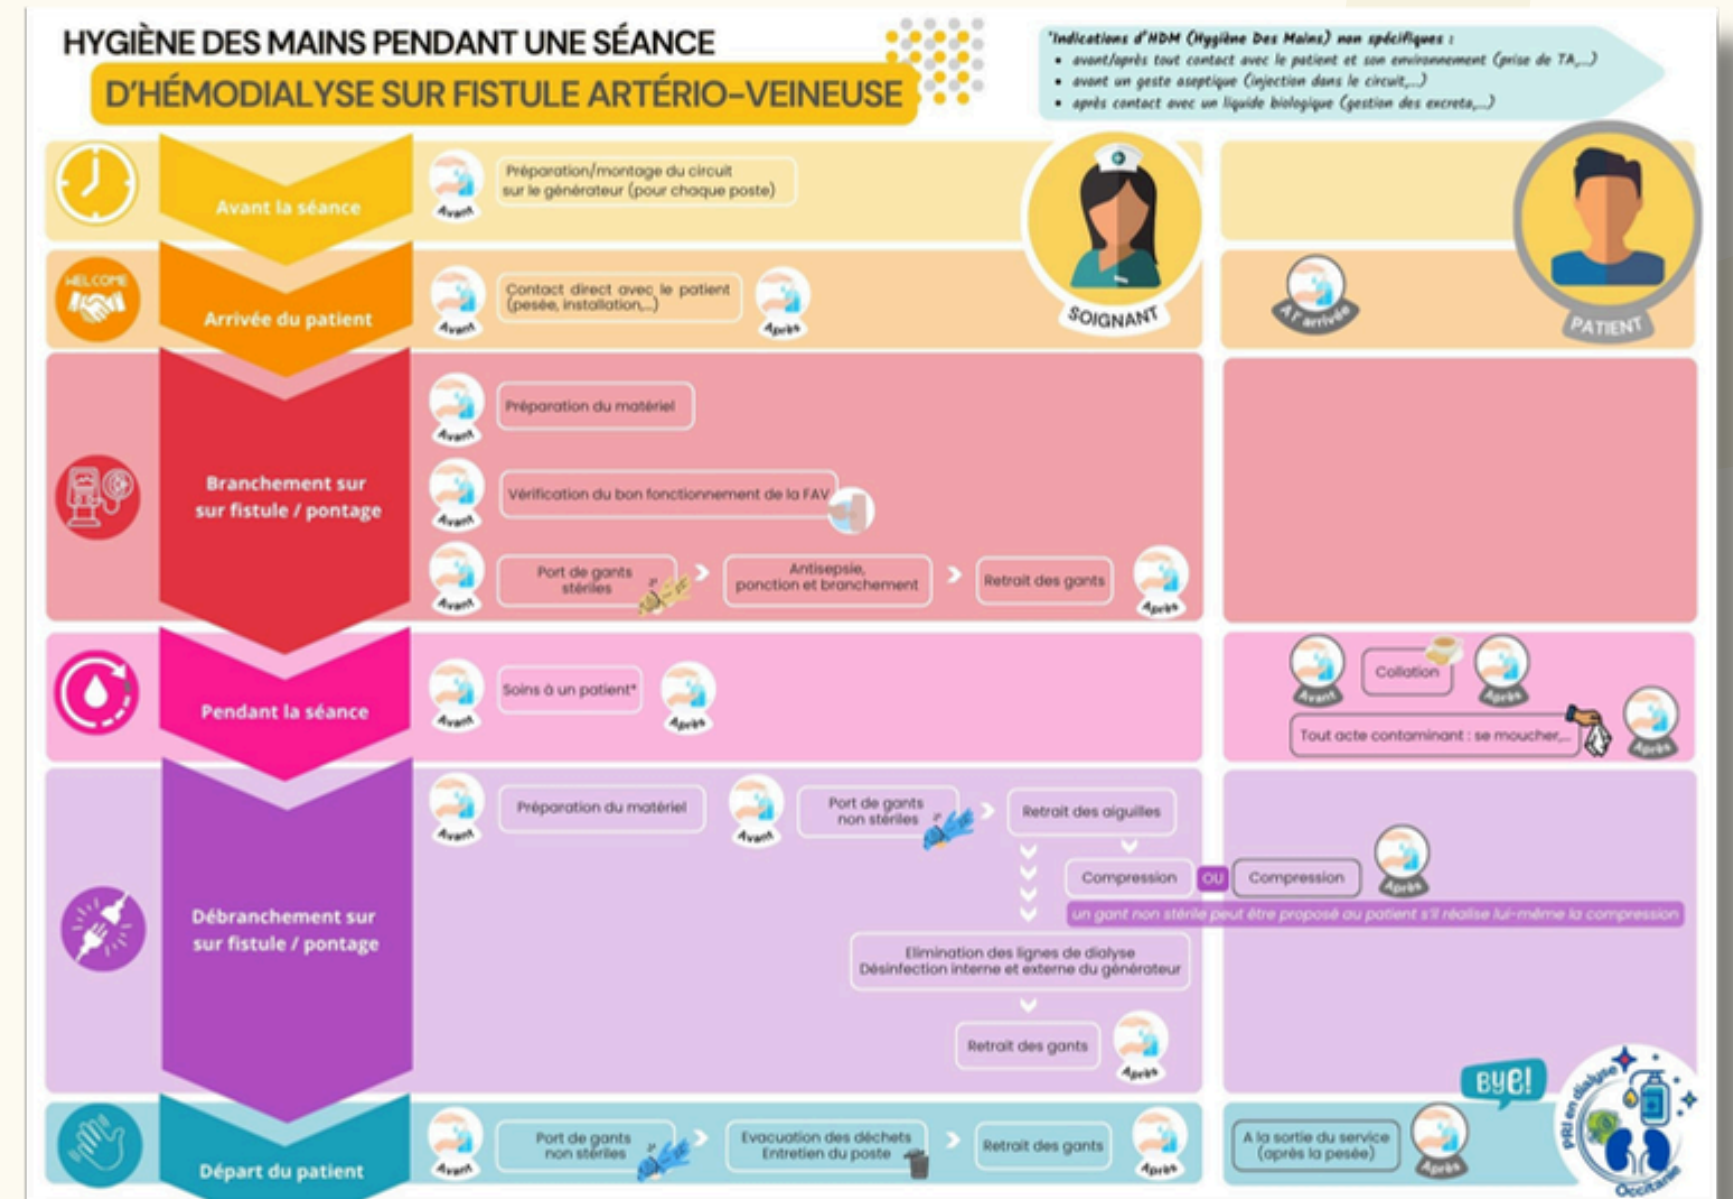 HYGIÈNE DES MAINS PENDANT UNE SÉANCE
D'HÉMODIALYSE SUR FISTULE ARTÉRIO-VEINEUSE
*Indications d'HDM (Hygiène Des Mains) non spécifiques :
• avant/après tout contact avec le patient et son environnement (prise de TA,...)
• avant un geste aseptique (injection dans le circuit,...)
• après contact avec un liquide biologique (gestion des excreta,...)
SOIGNANT
PATIENT
Avant la séance
Avant
Préparation/montage du circuit
sur le générateur (pour chaque poste)
WELCOME
Arrivée du patient
Avant
Contact direct avec le patient
(pesée, installation,...)
Après
A l'arrivée
Branchement sur
sur fistule / pontage
Avant
Préparation du matériel
Avant
Vérification du bon fonctionnement de la FAV
Avant
Port de gants
stériles
Antisepsie,
ponction et branchement
Retrait des gants
Après
Pendant la séance
Avant
Soins à un patient*
Après
Avant
Collation
Après
Tout acte contaminant : se moucher,...
Après
Débranchement sur
sur fistule / pontage
Avant
Préparation du matériel
Avant
Port de gants
non stériles
Retrait des aiguilles
Compression
OU
Compression
Après
un gant non stérile peut être proposé au patient s'il réalise lui-même la compression
Elimination des lignes de dialyse
Désinfection interne et externe du générateur
Retrait des gants
Après
Départ du patient
Avant
Port de gants
non stériles
Evacuation des déchets
Entretien du poste
Retrait des gants
Après
A la sortie du service
(après la pesée)
Après
BYE!
PRI en dialyse
Occitanie